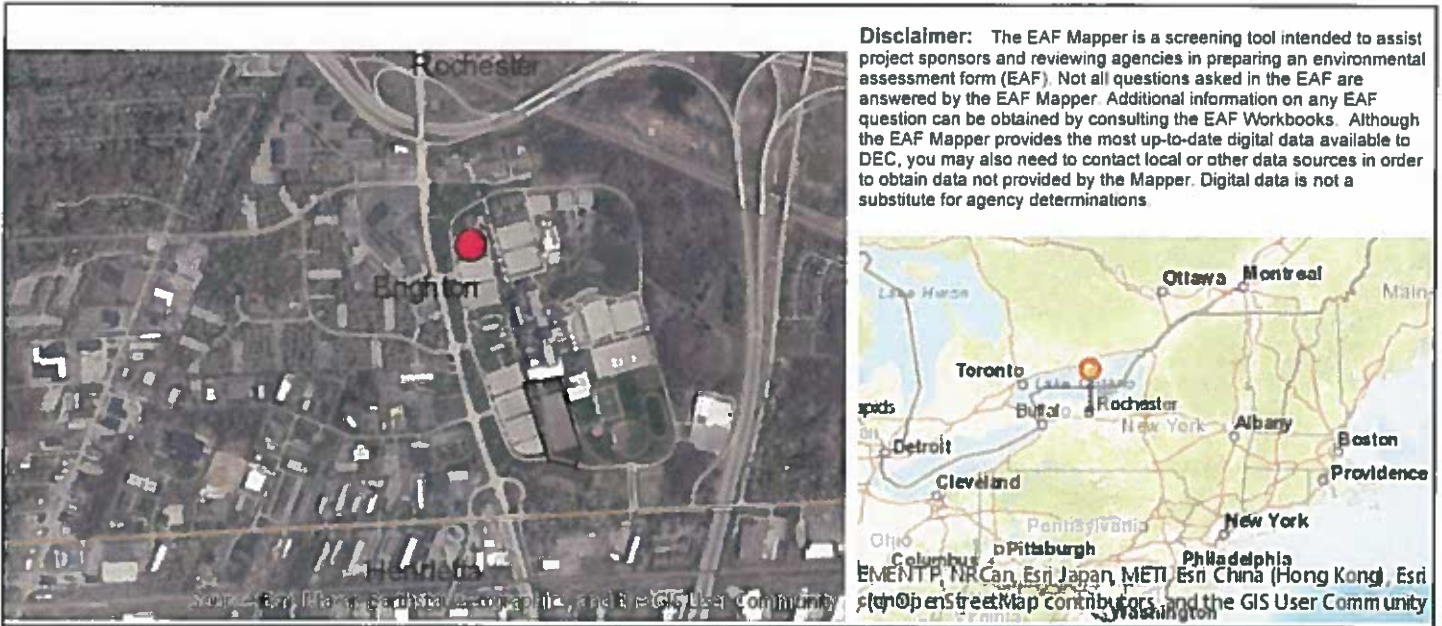 Disclaimer: The EAF Mapper is a screening tool intended to assist
project sponsors and reviewing agencies in preparing an environmental
assessment form (EAF). Not all questions asked in the EAF are
answered by the EAF Mapper. Additional information on any EAF
question can be obtained by consulting the EAF Workbooks. Although
the EAF Mapper provides the most up-to-date digital data available to
DEC, you may also need to contact local or other data sources in order
to obtain data not provided by the Mapper. Digital data is not a
substitute for agency determinations.
Rochester
Brighton
Henrietta
and the GIS User Community
Ottawa
Montreal
Lake Huron
Toronto
Lake Ontario
Buffalo
Rochester
New York
Albany
Detroit
Boston
Providence
Cleveland
New York
Pennsylvania
Ohio
Pittsburgh
Columbus
Philadelphia
EMENT P, NRCan, Esri Japan, METI, Esri China (Hong Kong), Esri
OpenStreetMap contributors, and the GIS User Community
Washington